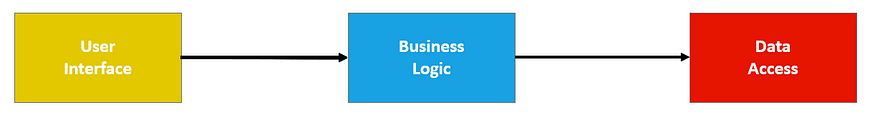 User
Interface
Business
Logic
Data
Access